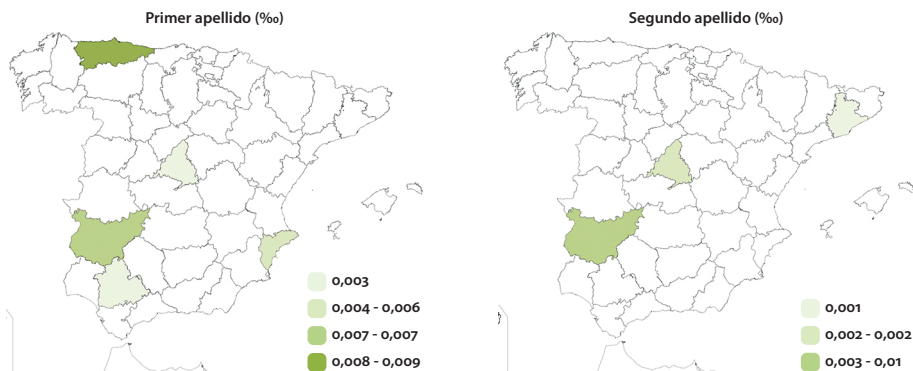 Primer apellido (‰)
0,003
0,004 - 0,006
0,007 - 0,007
0,008 - 0,009
Segundo apellido (‰)
0,001
0,002 - 0,002
0,003 - 0,01